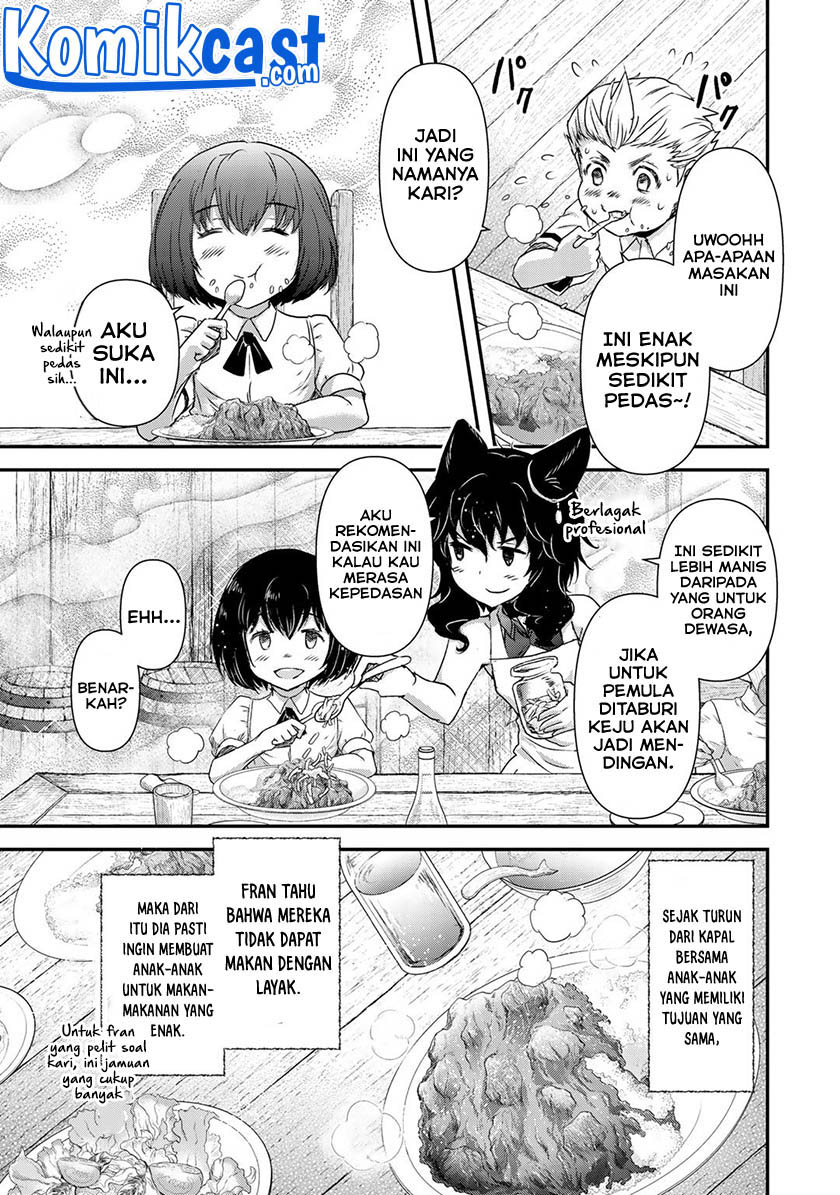 Komikcast
.com
パク
パク
UWOOHH
APA-APAAN
MASAKAN
INI
INI ENAK
MESKIPUN
SEDIKIT
PEDAS~!
JADI
INI YANG
NAMANYA
KARI?
AKU
SUKA
INI...
Walaupun
sedikit
pedas
sih..!
INI SEDIKIT
LEBIH MANIS
DARIPADA
YANG UNTUK
ORANG
DEWASA,
JIKA
UNTUK
PEMULA
DITABURI
KEJU AKAN
JADI MEN-
DINGAN.
Berlagak
profesional
AKU
REKOMEN-
DASIKAN INI
KALAU KAU
MERASA
KEPEDASAN
EHH...
BENAR-
KAH?
SEJAK TURUN
DARI KAPAL
BERSAMA
ANAK-ANAK
YANG MEMILIKI
TUJUAN YANG
SAMA,
FRAN TAHU
BAHWA MEREKA
TIDAK DAPAT
MAKAN DENGAN
LAYAK.
MAKA DARI
ITU DIA PASTI
INGIN MEMBUAT
ANAK-ANAK
UNTUK MAKAN-
MAKANAN YANG
ENAK.
Untuk fran
yang pelit soal
kari, ini jamuan
yang cukup
banyak